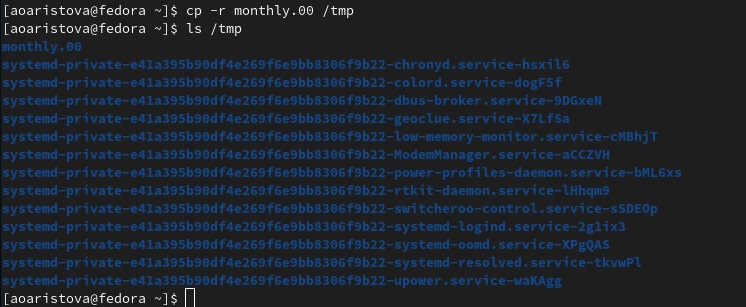 [aoaristova@fedora ~]$ cp -r monthly.00 /tmp
[aoaristova@fedora ~]$ ls /tmp
monthly.00
systemd-private-e41a395b90df4e269f6e9bb8306f9b22-chronyd.service-hsxil6
systemd-private-e41a395b90df4e269f6e9bb8306f9b22-colord.service-dogF5f
systemd-private-e41a395b90df4e269f6e9bb8306f9b22-dbus-broker.service-9DGxeN
systemd-private-e41a395b90df4e269f6e9bb8306f9b22-geoclue.service-X7LfSa
systemd-private-e41a395b90df4e269f6e9bb8306f9b22-low-memory-monitor.service-cMBhjT
systemd-private-e41a395b90df4e269f6e9bb8306f9b22-ModemManager.service-aCCZVH
systemd-private-e41a395b90df4e269f6e9bb8306f9b22-power-profiles-daemon.service-bML6xs
systemd-private-e41a395b90df4e269f6e9bb8306f9b22-rtkit-daemon.service-lHhqm9
systemd-private-e41a395b90df4e269f6e9bb8306f9b22-switcheroo-control.service-sSDEOp
systemd-private-e41a395b90df4e269f6e9bb8306f9b22-systemd-logind.service-2g1ix3
systemd-private-e41a395b90df4e269f6e9bb8306f9b22-systemd-oomd.service-XPgQAS
systemd-private-e41a395b90df4e269f6e9bb8306f9b22-systemd-resolved.service-tkvwPl
systemd-private-e41a395b90df4e269f6e9bb8306f9b22-upower.service-waKAgg
[aoaristova@fedora ~]$